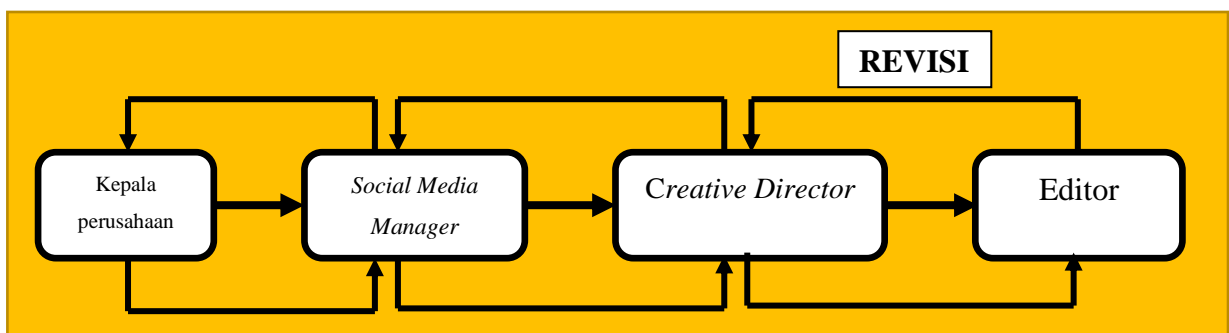 REVISI
Kepala
perusahaan
Social Media
Manager
Creative Director
Editor